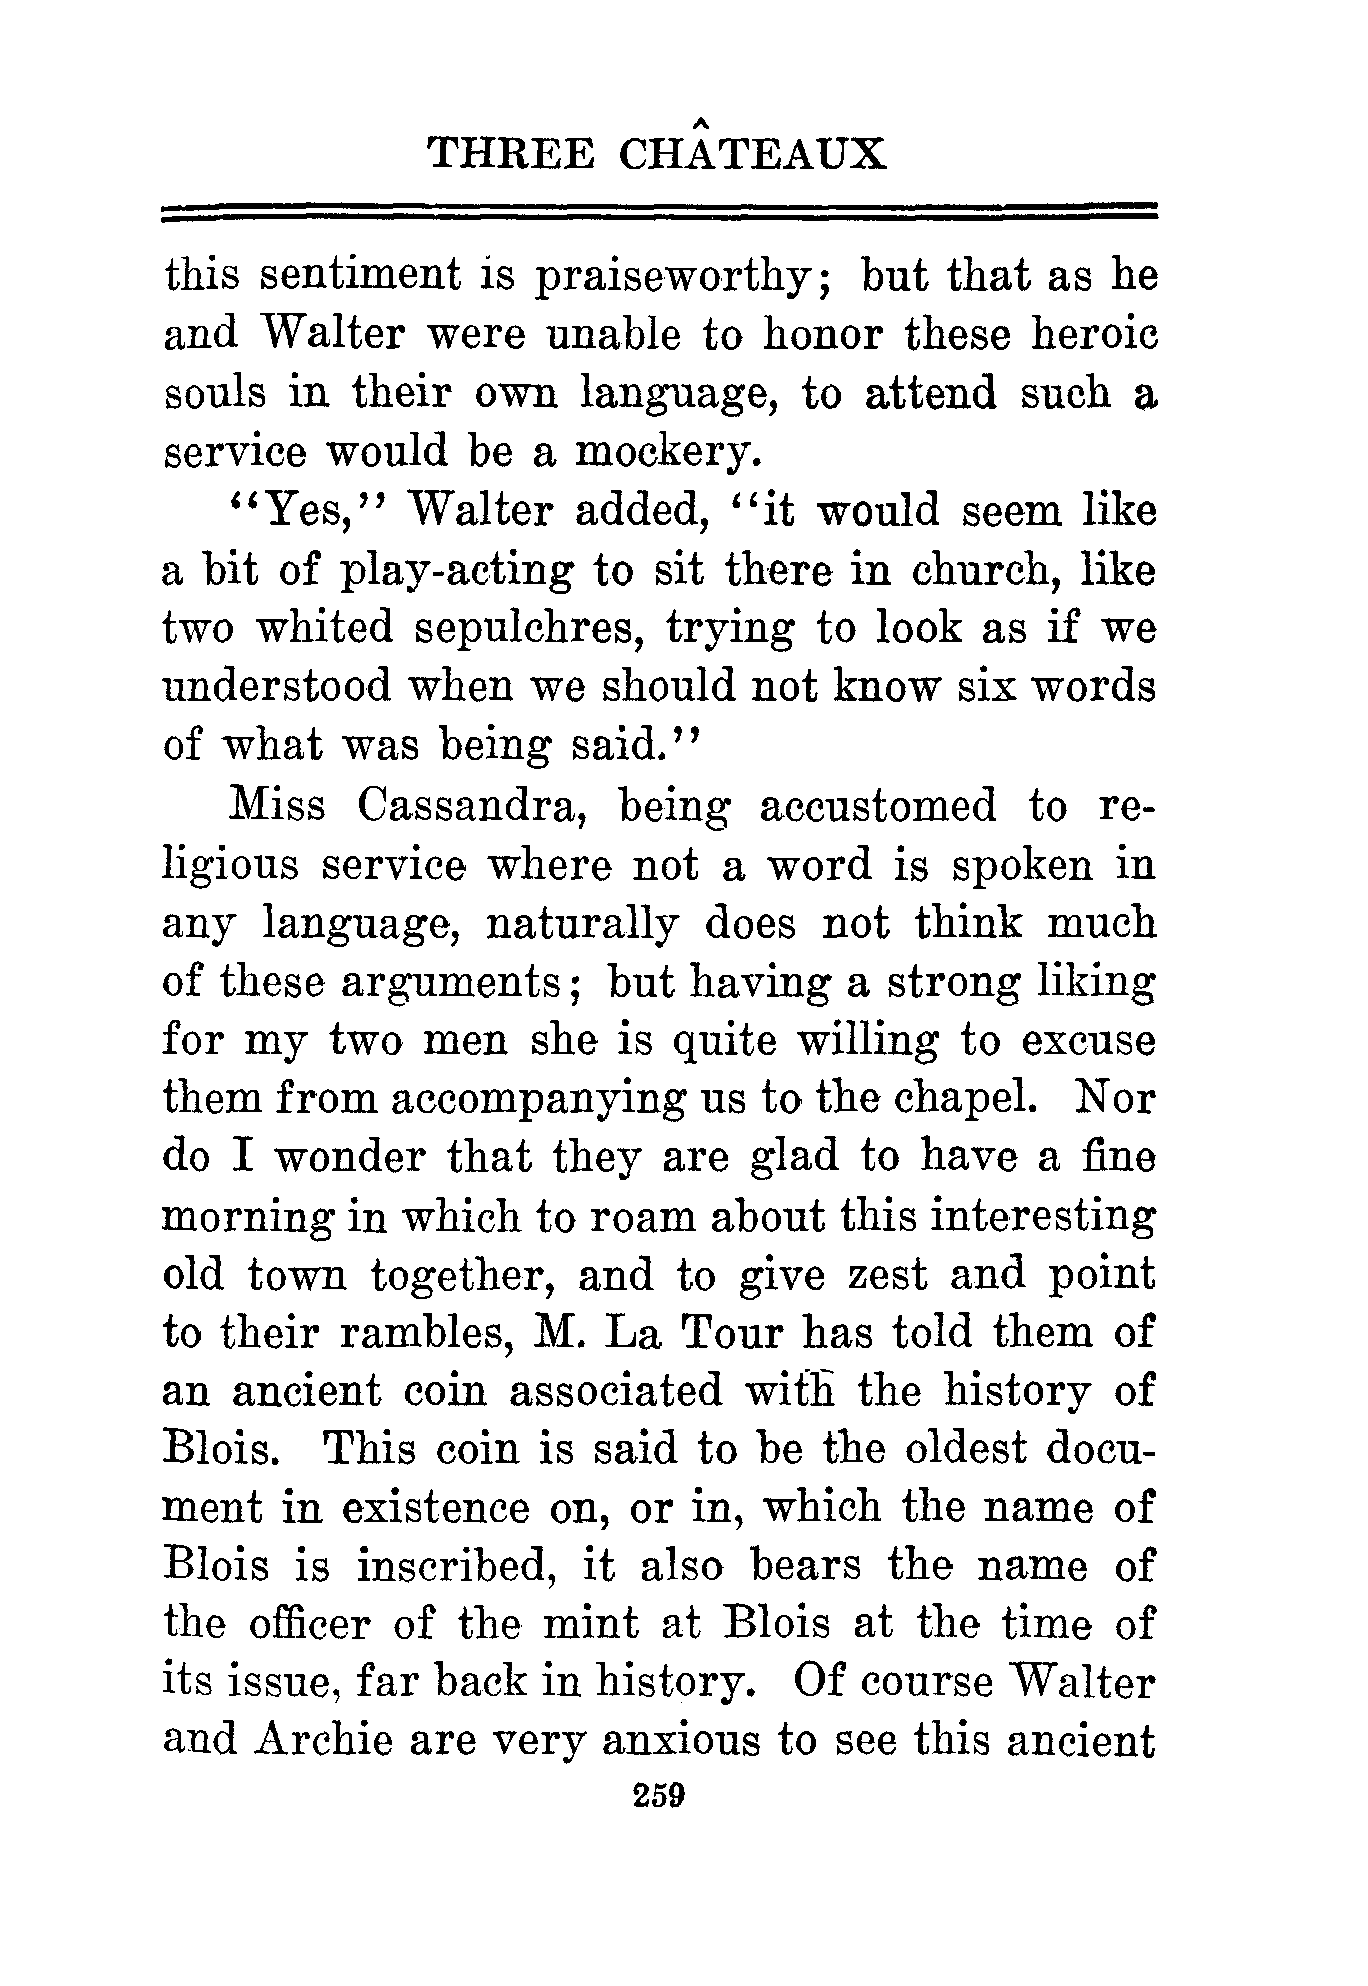 THREE CHÂTEAUX
this sentiment is praiseworthy; but that as he
and Walter were unable to honor these heroic
souls in their own language, to attend such a
service would be a mockery.
“Yes,” Walter added, “it would seem like
a bit of play-acting to sit there in church, like
two whited sepulchres, trying to look as if we
understood when we should not know six words
of what was being said.”
Miss Cassandra, being accustomed to re-
ligious service where not a word is spoken in
any language, naturally does not think much
of these arguments; but having a strong liking
for my two men she is quite willing to excuse
them from accompanying us to the chapel. Nor
do I wonder that they are glad to have a fine
morning in which to roam about this interesting
old town together, and to give zest and point
to their rambles, M. La Tour has told them of
an ancient coin associated with the history of
Blois. This coin is said to be the oldest docu-
ment in existence on, or in, which the name of
Blois is inscribed, it also bears the name of
the officer of the mint at Blois at the time of
its issue, far back in history. Of course Walter
and Archie are very anxious to see this ancient
259